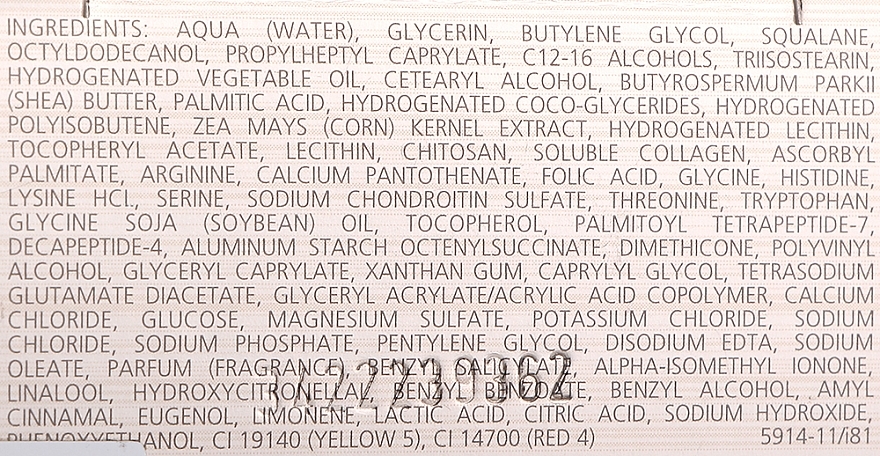 INGREDIENTS: AQUA (WATER), GLYCERIN, BUTYLENE GLYCOL, SQUALANE,
OCTYLDODECANOL, PROPYLHEPTYL CAPRYLATE, C12-16 ALCOHOLS, TRIISOSTEARIN,
HYDROGENATED VEGETABLE OIL, CETEARYL ALCOHOL, BUTYROSPERMUM PARKII
(SHEA) BUTTER, PALMITIC ACID, HYDROGENATED COCO-GLYCERIDES, HYDROGENATED
POLYISOBUTENE, ZEA MAYS (CORN) KERNEL EXTRACT, HYDROGENATED LECITHIN,
TOCOPHERYL ACETATE, LECITHIN, CHITOSAN, SOLUBLE COLLAGEN, ASCORBYL
PALMITATE, ARGININE, CALCIUM PANTOTHENATE, FOLIC ACID, GLYCINE, HISTIDINE,
LYSINE HCl, SERINE, SODIUM CHONDROITIN SULFATE, THREONINE, TRYPTOPHAN,
GLYCINE SOJA (SOYBEAN) OIL, TOCOPHEROL, PALMITOYL TETRAPEPTIDE-7,
DECAPEPTIDE-4, ALUMINUM STARCH OCTENYLSUCCINATE, DIMETHICONE, POLYVINYL
ALCOHOL, GLYCERYL CAPRYLATE, XANTHAN GUM, CAPRYLYL GLYCOL, TETRASODIUM
GLUTAMATE DIACETATE, GLYCERYL ACRYLATE/ACRYLIC ACID COPOLYMER, CALCIUM
CHLORIDE, GLUCOSE, MAGNESIUM SULFATE, POTASSIUM CHLORIDE, SODIUM
CHLORIDE, SODIUM PHOSPHATE, PENTYLENE GLYCOL, DISODIUM EDTA, SODIUM
OLEATE, PARFUM (FRAGRANCE), BENZYL SALICYLATE, ALPHA-ISOMETHYL IONONE,
LINALOOL, HYDROXYCITRONELLAL, BENZYL BENZOATE, BENZYL ALCOHOL, AMYL
CINNAMAL, EUGENOL, LIMONENE, LACTIC ACID, CITRIC ACID, SODIUM HYDROXIDE,
PHENOXYETHANOL, CI 19140 (YELLOW 5), CI 14700 (RED 4) 5914-11/i81